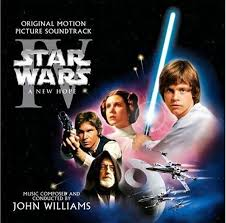 ORIGINAL MOTION
PICTURE SOUNDTRACK
STAR
WARS
IV
A NEW HOPE
MUSIC COMPOSED AND
CONDUCTED BY
JOHN WILLIAMS